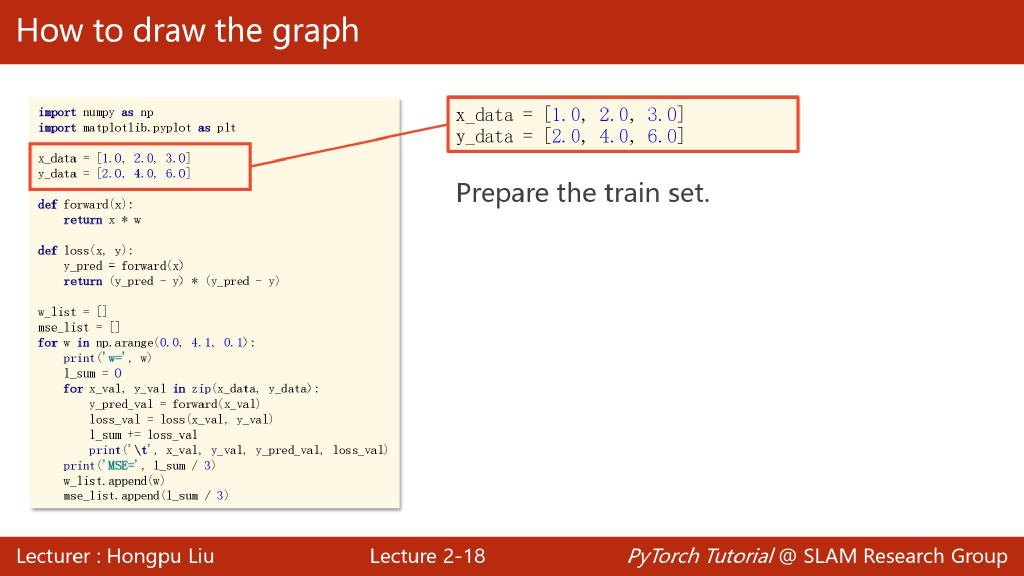 How to draw the graph
import numpy as np
import matplotlib.pyplot as plt
x_data = [1.0, 2.0, 3.0]
y_data = [2.0, 4.0, 6.0]
def forward(x):
    return x * w
def loss(x, y):
    y_pred = forward(x)
    return (y_pred - y) * (y_pred - y)
w_list = []
mse_list = []
for w in np.arange(0.0, 4.1, 0.1):
    print('w=', w)
    l_sum = 0
    for x_val, y_val in zip(x_data, y_data):
        y_pred_val = forward(x_val)
        loss_val = loss(x_val, y_val)
        l_sum += loss_val
        print('\t', x_val, y_val, y_pred_val, loss_val)
    print('MSE=', l_sum / 3)
    w_list.append(w)
    mse_list.append(l_sum / 3)
x_data = [1.0, 2.0, 3.0]
y_data = [2.0, 4.0, 6.0]
Prepare the train set.
Lecturer : Hongpu Liu
Lecture 2-18
PyTorch Tutorial @ SLAM Research Group